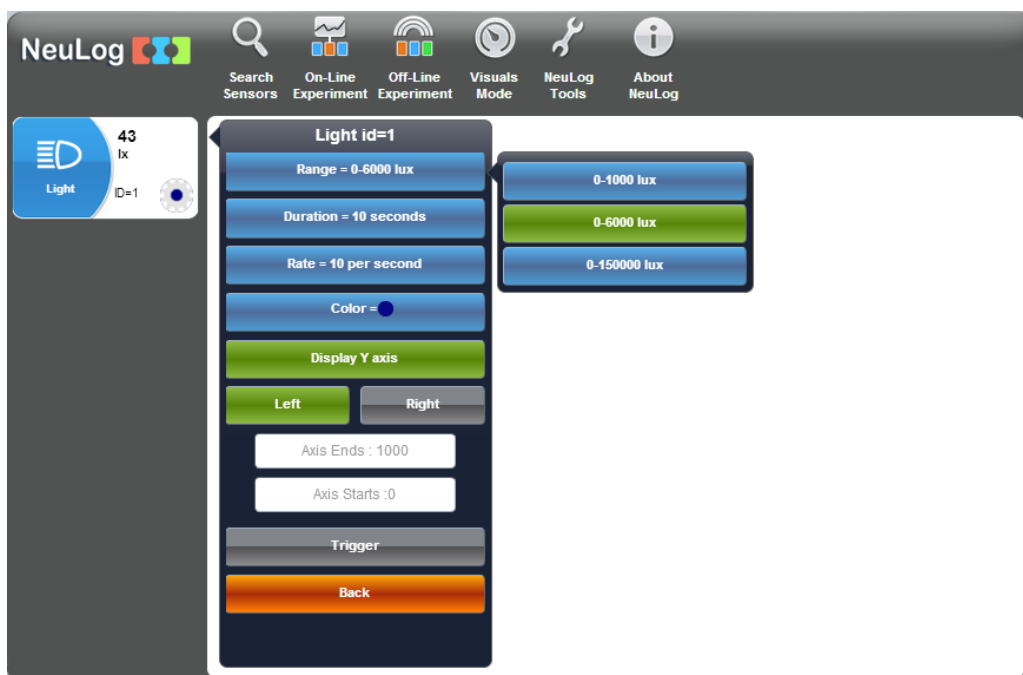 NeuLog
Search Sensors
On-Line Experiment
Off-Line Experiment
Visuals Mode
NeuLog Tools
About NeuLog
43
lx
Light
ID=1
Light id=1
Range = 0-6000 lux
Duration = 10 seconds
Rate = 10 per second
Color =
Display Y axis
Left
Right
Axis Ends : 1000
Axis Starts :0
Trigger
Back
0-1000 lux
0-6000 lux
0-150000 lux